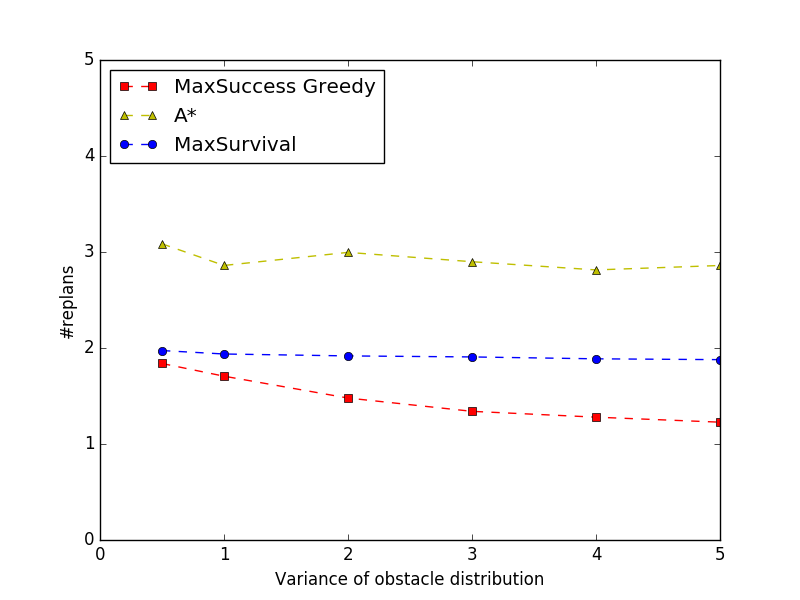 MaxSuccess Greedy
A*
MaxSurvival
5
4
3
2
1
0
#replans
0 1 2 3 4 5
Variance of obstacle distribution